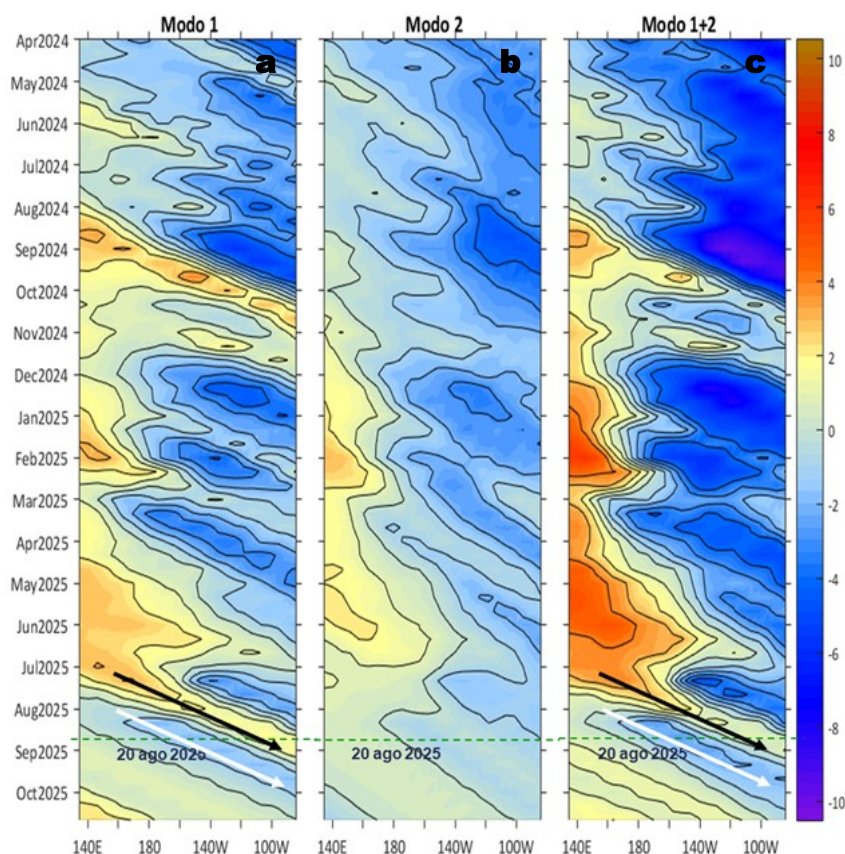 Modo 1
Modo 2
Modo 1+2
a
b
c
Apr2024
May2024
Jun2024
Jul2024
Aug2024
Sep2024
Oct2024
Nov2024
Dec2024
Jan2025
Feb2025
Mar2025
Apr2025
May2025
Jun2025
Jul2025
Aug2025
Sep2025
Oct2025
20 ago 2025
20 ago 2025
20 ago 2025
140E 180 140W 100W
140E 180 140W 100W
140E 180 140W 100W
10
8
6
4
2
0
-2
-4
-6
-8
-10